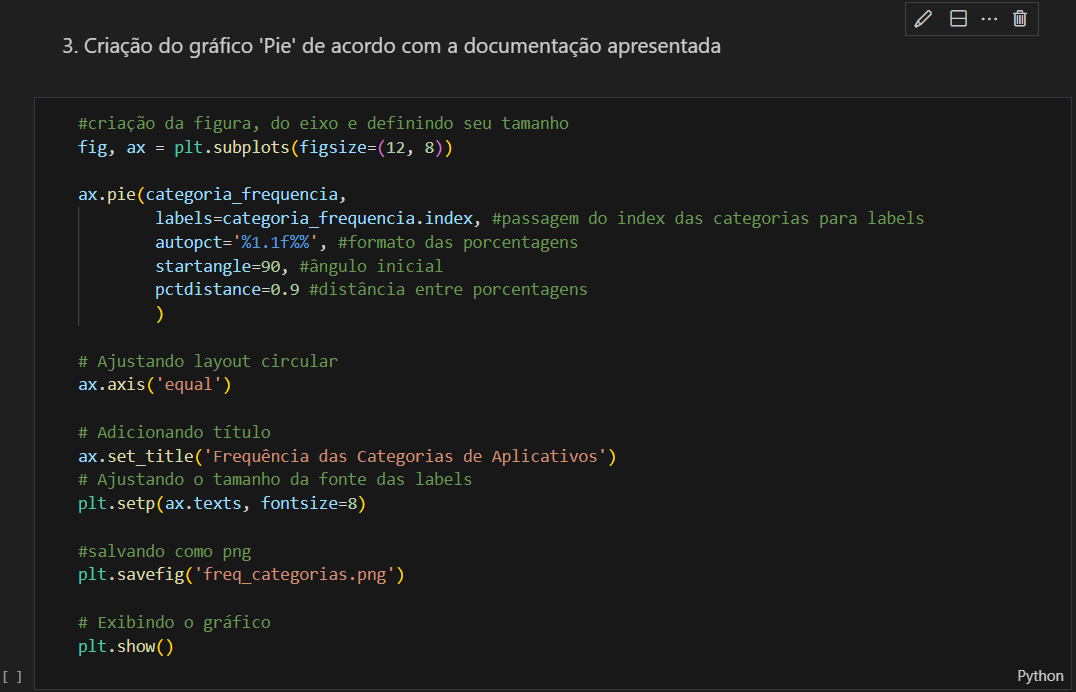 3. Criação do gráfico 'Pie' de acordo com a documentação apresentada
#criação da figura, do eixo e definindo seu tamanho
fig, ax = plt.subplots(figsize=(12, 8))
ax.pie(categoria_frequencia,
labels=categoria_frequencia.index, #passagem do index das categorias para labels
autopct='%1.1f%%', #formato das porcentagens
startangle=90, #ângulo inicial
pctdistance=0.9 #distância entre porcentagens
)
# Ajustando layout circular
ax.axis('equal')
# Adicionando título
ax.set_title('Frequência das Categorias de Aplicativos')
# Ajustando o tamanho da fonte das labels
plt.setp(ax.texts, fontsize=8)
#salvando como png
plt.savefig('freq_categorias.png')
# Exibindo o gráfico
plt.show()
[ ]
Python